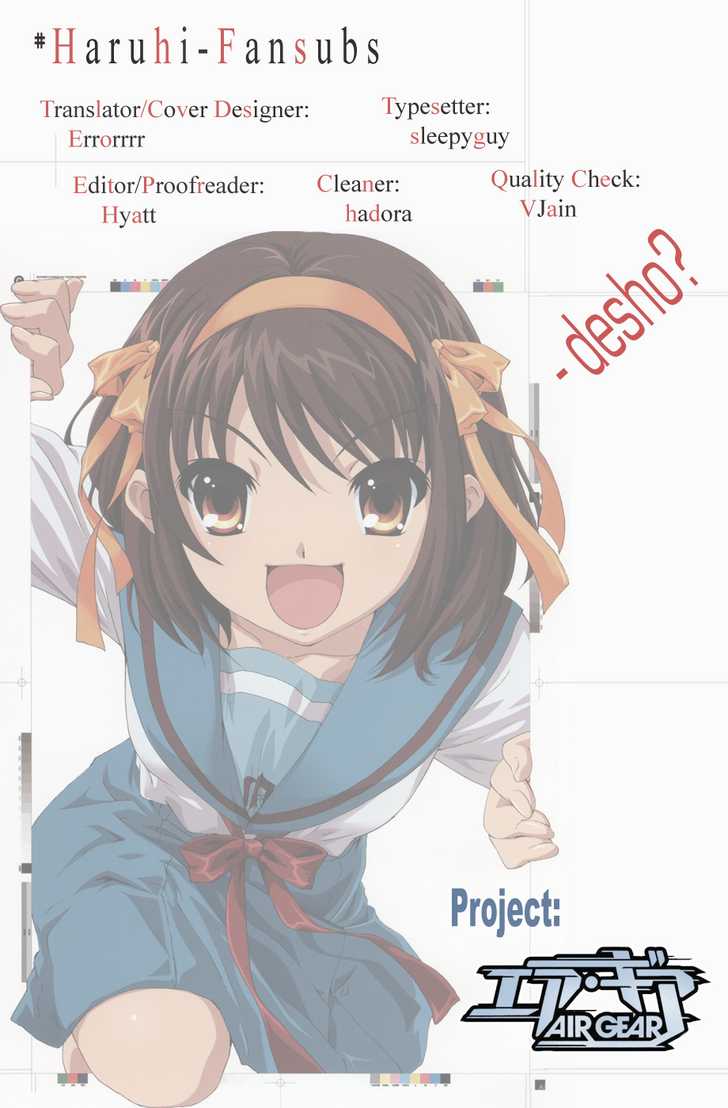 #Haruhi-Fansubs
Translator/Cover Designer:
Errorrrr
Typesetter:
sleepyguy
Editor/Proofreader:
Hyatt
Cleaner:
hadora
Quality Check:
VJain
- desho?
Project:
エア・ギア
AIR GEAR